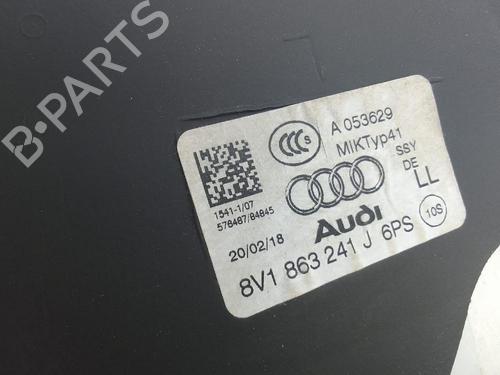 B-PARTS
A 053629
MIKTyp41
SSY
DE
LL
1541-1/07
578487/84845
20/02/18
Audi
10S
8V1 863 241 J 6PS